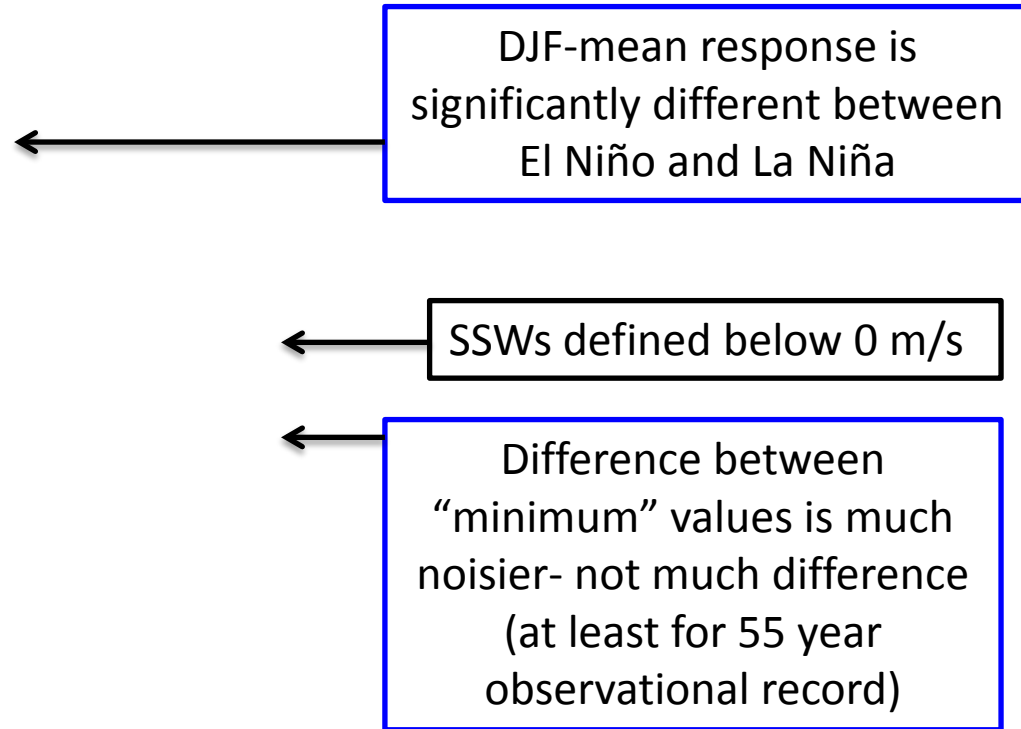 DJF-mean response is
significantly different between
El Niño and La Niña
SSWs defined below 0 m/s
Difference between
“minimum” values is much
noisier- not much difference
(at least for 55 year
observational record)